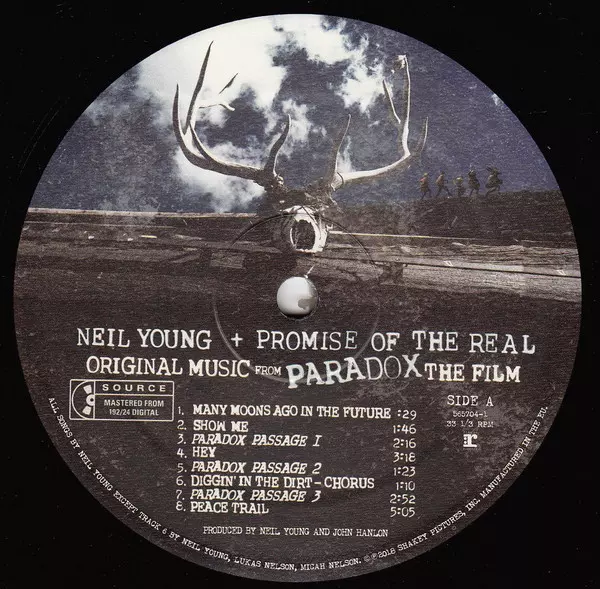 NEIL YOUNG + PROMISE OF THE REAL
ORIGINAL MUSIC FROM PARADOX THE FILM
SOURCE
MASTERED FROM
192/24 DIGITAL
SIDE A
565704-1
33 1/3 RPM
1. MANY MOONS AGO IN THE FUTURE :29
2. SHOW ME 1:46
3. PARADOX PASSAGE 1 2:16
4. HEY 3:18
5. PARADOX PASSAGE 2 1:23
6. DIGGIN' IN THE DIRT - CHORUS 1:10
7. PARADOX PASSAGE 3 2:52
8. PEACE TRAIL 5:05
PRODUCED BY NEIL YOUNG AND JOHN HANLON
ALL SONGS BY NEIL YOUNG EXCEPT TRACK 6 BY NEIL YOUNG, LUKAS NELSON, MICAH NELSON. ©℗2018 SHAKEY PICTURES, INC. MANUFACTURED IN THE EU.